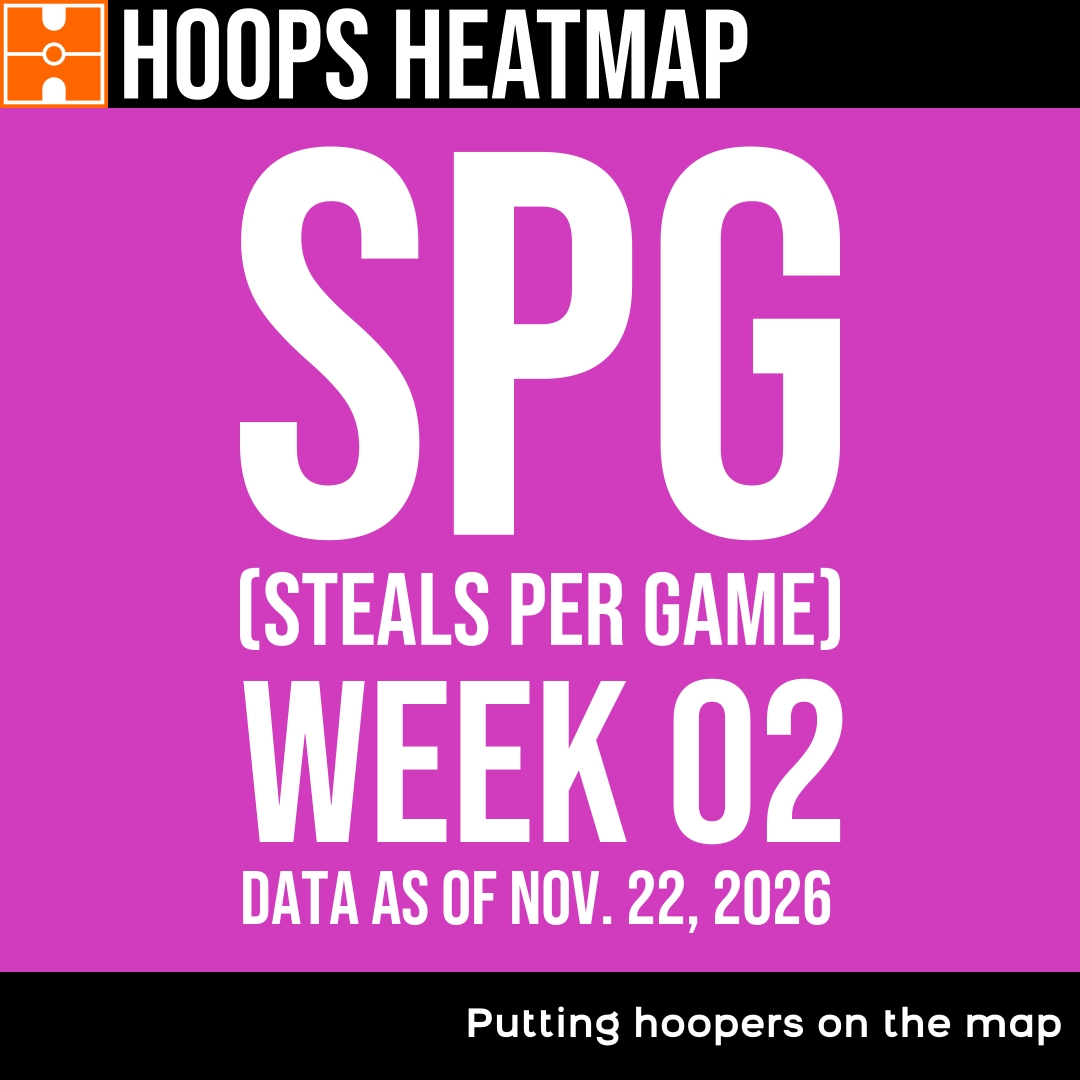 HOOPS HEATMAP
SPG
(STEALS PER GAME)
WEEK 02
DATA AS OF NOV. 22, 2026
Putting hoopers on the map